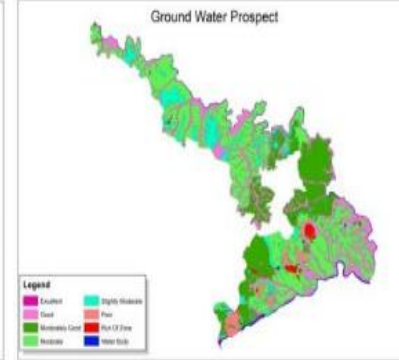 Ground Water Prospect
Legend
Excellent
Good
Moderately Good
Moderate
Slightly Moderate
Poor
Run Of Zone
Water Body